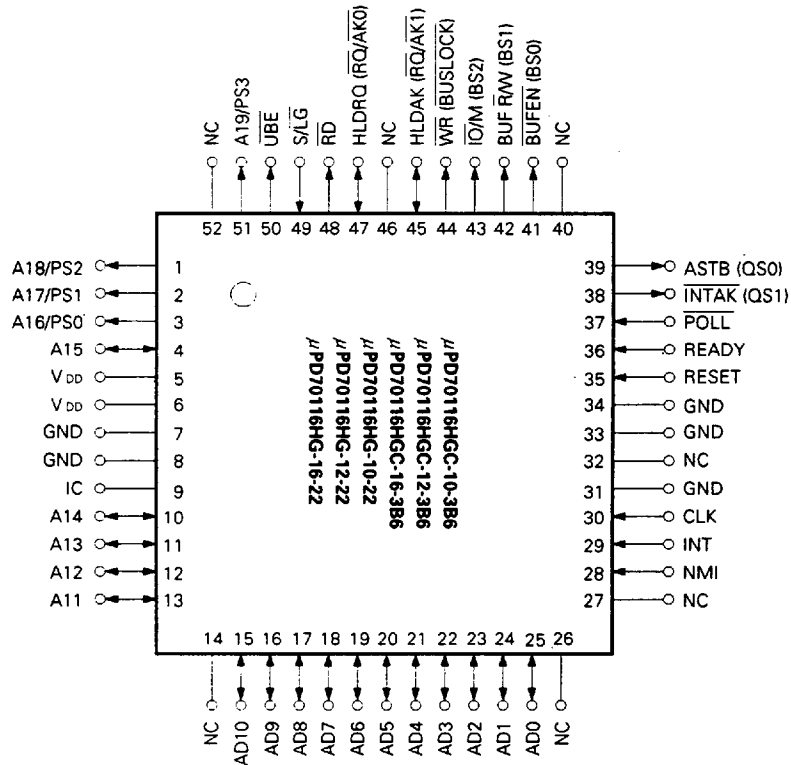 NC
A19/PS3
UBE
S/LG
RD
HLDRQ (RQ/AK0)
NC
HLDAK (RQ/AK1)
WR (BUSLOCK)
IO/M (BS2)
BUF R/W (BS1)
BUFEN (BS0)
NC
52 51 50 49 48 47 46 45 44 43 42 41 40
A18/PS2 1
A17/PS1 2
A16/PS0 3
A15 4
VDD 5
VDD 6
GND 7
GND 8
IC 9
A14 10
A13 11
A12 12
A11 13
μPD70116HG-16-22
μPD70116HG-12-22
μPD70116HG-10-22
μPD70116HGC-16-3B6
μPD70116HGC-12-3B6
μPD70116HGC-10-3B6
39 ASTB (QS0)
38 INTAK (QS1)
37 POLL
36 READY
35 RESET
34 GND
33 GND
32 NC
31 GND
30 CLK
29 INT
28 NMI
27 NC
14 15 16 17 18 19 20 21 22 23 24 25 26
NC
AD10
AD9
AD8
AD7
AD6
AD5
AD4
AD3
AD2
AD1
AD0
NC